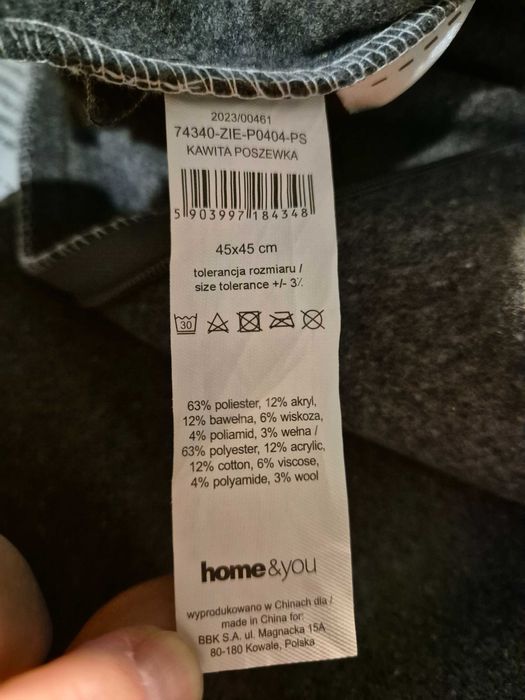 2023/00461
74340-ZIE-P0404-PS
KAWITA POSZEWKA
5 903997 184348
45x45 cm
tolerancja rozmiaru /
size tolerance +/- 3%
30
63% poliester, 12% akryl,
12% bawełna, 6% wiskoza,
4% poliamid, 3% wełna /
63% polyester, 12% acrylic,
12% cotton, 6% viscose,
4% polyamide, 3% wool
home&you
wyprodukowano w Chinach dla /
made in China for:
BBK S.A. ul. Magnacka 15A
80-180 Kowale, Polska